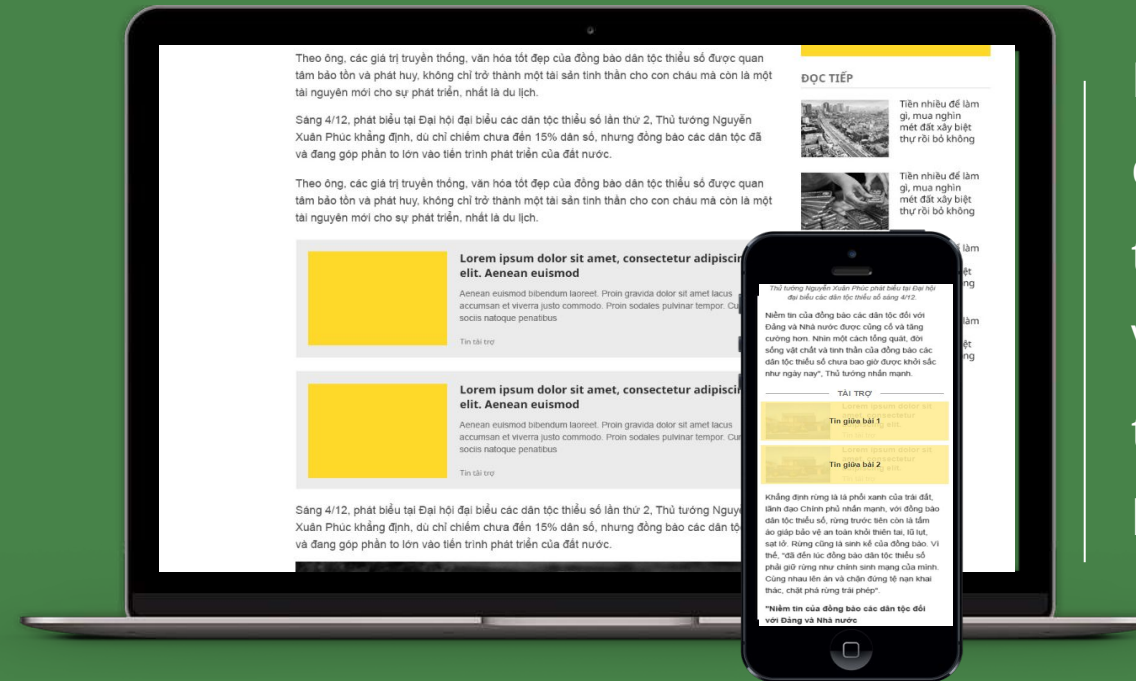 Theo ông, các giá trị truyền thống, văn hóa tốt đẹp của đồng bào dân tộc thiểu số được quan
tâm bảo tồn và phát huy, không chỉ trở thành một tài sản tinh thần cho con cháu mà còn là một
tài nguyên mới cho sự phát triển, nhất là du lịch.
Sáng 4/12, phát biểu tại Đại hội đại biểu các dân tộc thiểu số lần thứ 2, Thủ tướng Nguyễn
Xuân Phúc khẳng định, dù chỉ chiếm chưa đến 15% dân số, nhưng đồng bào các dân tộc đã
và đang góp phần to lớn vào tiến trình phát triển của đất nước.
Theo ông, các giá trị truyền thống, văn hóa tốt đẹp của đồng bào dân tộc thiểu số được quan
tâm bảo tồn và phát huy, không chỉ trở thành một tài sản tinh thần cho con cháu mà còn là một
tài nguyên mới cho sự phát triển, nhất là du lịch.
Lorem ipsum dolor sit amet, consectetur adipiscin
elit. Aenean euismod
Aenean euismod bibendum laoreet. Proin gravida dolor sit amet lacus
accumsan et viverra justo commodo. Proin sodales pulvinar tempor. Cu
sociis natoque penatibus
Tin tài trợ
Lorem ipsum dolor sit amet, consectetur adipiscin
elit. Aenean euismod
Aenean euismod bibendum laoreet. Proin gravida dolor sit amet lacus
accumsan et viverra justo commodo. Proin sodales pulvinar tempor. Cur
sociis natoque penatibus
Tin tài trợ
Sáng 4/12, phát biểu tại Đại hội đại biểu các dân tộc thiểu số lần thứ 2, Thủ tướng Nguy
Xuân Phúc khẳng định, dù chỉ chiếm chưa đến 15% dân số, nhưng đồng bào các dân tộ
và đang góp phần to lớn vào tiến trình phát triển của đất nước.
ĐỌC TIẾP
Tiền nhiều để làm
gì, mua nghìn
mét đất xây biệt
thự rồi bỏ không
Tiền nhiều để làm
gì, mua nghìn
mét đất xây biệt
thự rồi bỏ không
làm
ệt
ng
làm
ệt
ng
Thủ tướng Nguyễn Xuân Phúc phát biểu tại Đại hội
đại biểu các dân tộc thiểu số sáng 4/12.
Niềm tin của đồng bào các dân tộc đối với
Đảng và Nhà nước được củng cố và tăng
cường hơn. Nhìn một cách tổng quát, đời
sống vật chất và tinh thần của đồng bào các
dân tộc thiểu số chưa bao giờ được khởi sắc
như ngày nay", Thủ tướng nhấn mạnh.
TÀI TRỢ
Tin giữa bài 1
Tin giữa bài 2
Khẳng định rừng là lá phổi xanh của trái đất,
lãnh đạo Chính phủ nhấn mạnh, với đồng bào
dân tộc thiểu số, rừng trước tiên còn là tấm
áo giáp bảo vệ an toàn khỏi thiên tai, lũ lụt,
sạt lở. Rừng cũng là sinh kế của đồng bào. Vì
thế, "đã đến lúc đồng bào dân tộc thiểu số
phải giữ rừng như chính sinh mạng của mình.
Cùng nhau lên án và chặn đứng tệ nạn khai
thác, chặt phá rừng trái phép".
"Niềm tin của đồng bào các dân tộc đối
với Đảng và Nhà nước